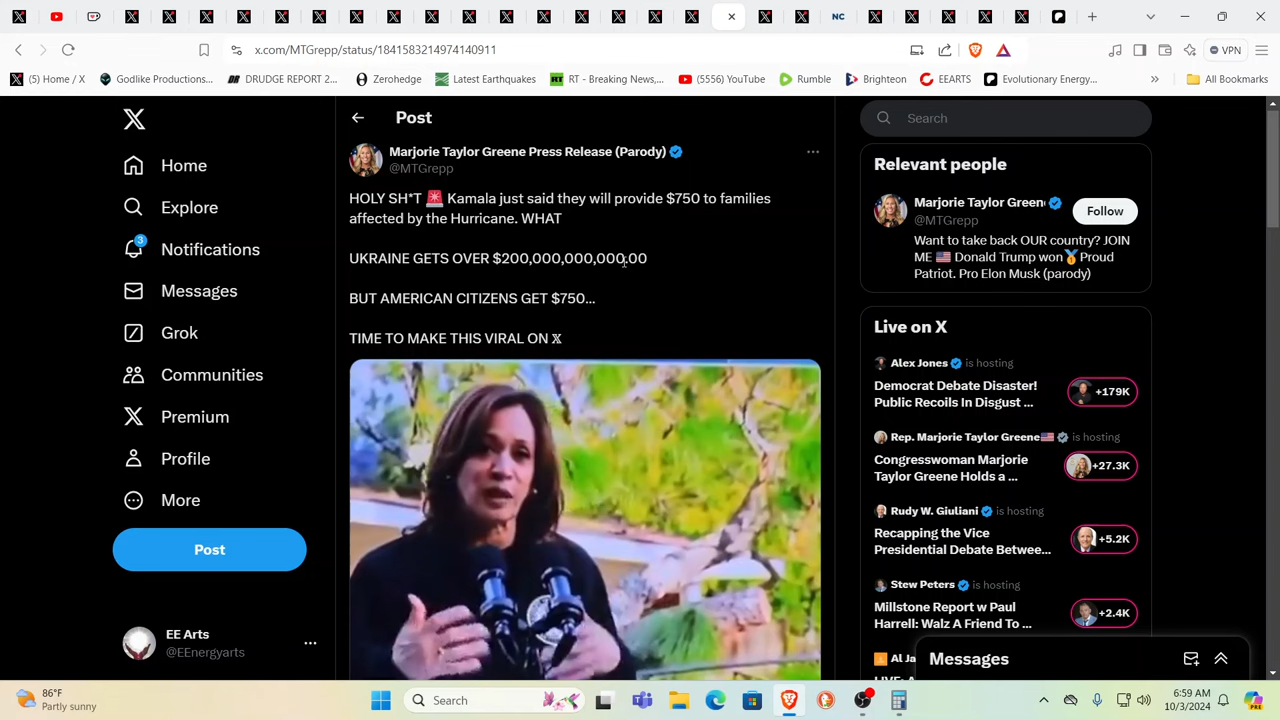 NC
x.com/MTGrepp/status/1841583214974140911
VPN
(5) Home / X
Godlike Productions...
DRUDGE REPORT 2...
Zerohedge
Latest Earthquakes
RT - Breaking News,...
(5556) YouTube
Rumble
Brighteon
EEARTS
Evolutionary Energy...
»
All Bookmarks
Home
Explore
3
Notifications
Messages
Grok
Communities
Premium
Profile
More
Post
EE Arts
@EEnergyarts
Post
Marjorie Taylor Greene Press Release (Parody)
@MTGrepp
HOLY SH*T 🚨 Kamala just said they will provide $750 to families
affected by the Hurricane. WHAT
UKRAINE GETS OVER $200,000,000,000.00
BUT AMERICAN CITIZENS GET $750...
TIME TO MAKE THIS VIRAL ON 𝕏
Search
Relevant people
Marjorie Taylor Green
@MTGrepp
Follow
Want to take back OUR country? JOIN
ME 🇺🇸 Donald Trump won🥇Proud
Patriot. Pro Elon Musk (parody)
Live on X
Alex Jones is hosting
Democrat Debate Disaster!
Public Recoils In Disgust ...
+179K
Rep. Marjorie Taylor Greene🇺🇸 is hosting
Congresswoman Marjorie
Taylor Greene Holds a ...
+27.3K
Rudy W. Giuliani is hosting
Recapping the Vice
Presidential Debate Betwee...
+5.2K
Stew Peters is hosting
Millstone Report w Paul
Harrell: Walz A Friend To ...
+2.4K
Al Ja
Messages
86°F
Partly sunny
Search
6:59 AM
10/3/2024
PRE